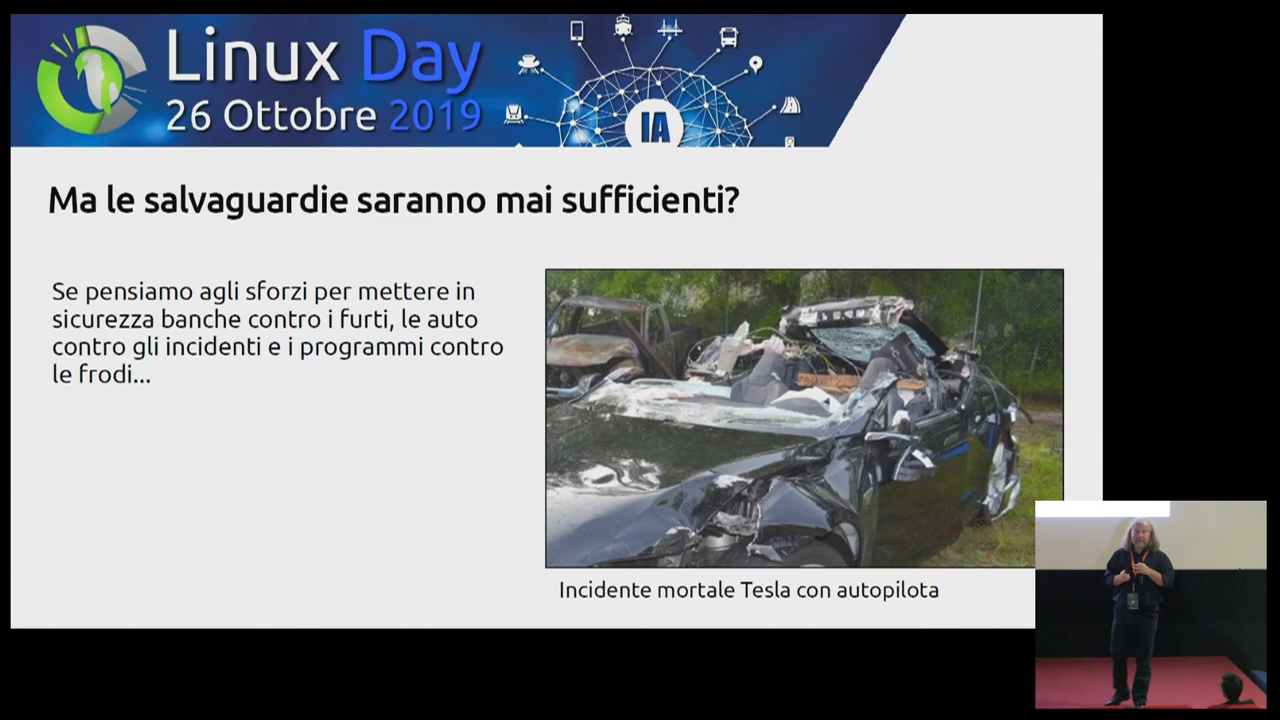 Linux Day
26 Ottobre 2019
IA
Ma le salvaguardie saranno mai sufficienti?
Se pensiamo agli sforzi per mettere in
sicurezza banche contro i furti, le auto
contro gli incidenti e i programmi contro
le frodi...
Incidente mortale Tesla con autopilota